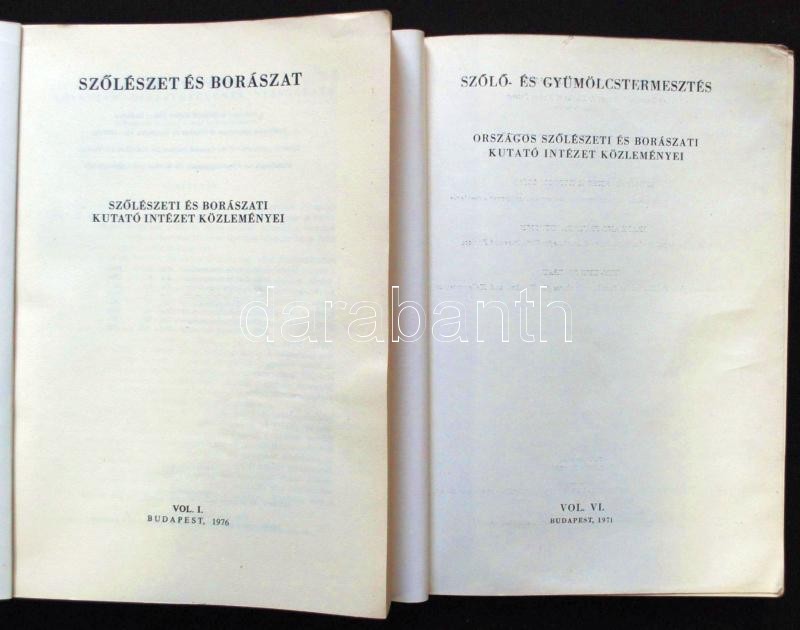 SZŐLÉSZET ÉS BORÁSZAT
SZŐLÉSZETI ÉS BORÁSZATI
KUTATÓ INTÉZET KÖZLEMÉNYEI
VOL. I.
BUDAPEST, 1976
SZŐLŐ- ÉS GYÜMÖLCSTERMESZTÉS
ORSZÁGOS SZŐLÉSZETI ÉS BORÁSZATI
KUTATÓ INTÉZET KÖZLEMÉNYEI
VOL. VI.
BUDAPEST, 1971
darabanth